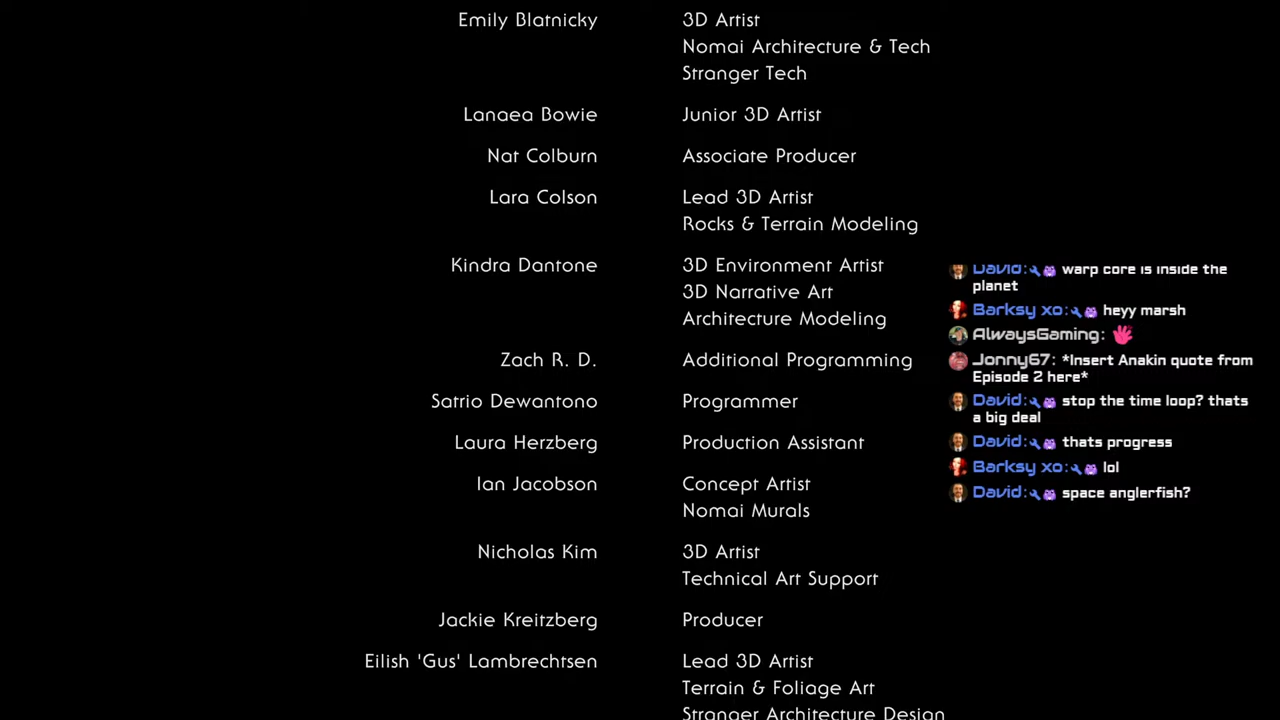 Emily Blatnicky 3D Artist
Nomai Architecture & Tech
Stranger Tech
Lanaea Bowie Junior 3D Artist
Nat Colburn Associate Producer
Lara Colson Lead 3D Artist
Rocks & Terrain Modeling
Kindra Dantone 3D Environment Artist
3D Narrative Art
Architecture Modeling
Zach R. D. Additional Programming
Satrio Dewantono Programmer
Laura Herzberg Production Assistant
Ian Jacobson Concept Artist
Nomai Murals
Nicholas Kim 3D Artist
Technical Art Support
Jackie Kreitzberg Producer
Eilish 'Gus' Lambrechtsen Lead 3D Artist
Terrain & Foliage Art
Stranger Architecture Design
David: warp core is inside the
planet
Barksy xo: heyy marsh
AlwaysGaming:
Jonny67: *Insert Anakin quote from
Episode 2 here*
David: stop the time loop? thats
a big deal
David: thats progress
Barksy xo: lol
David: space anglerfish?